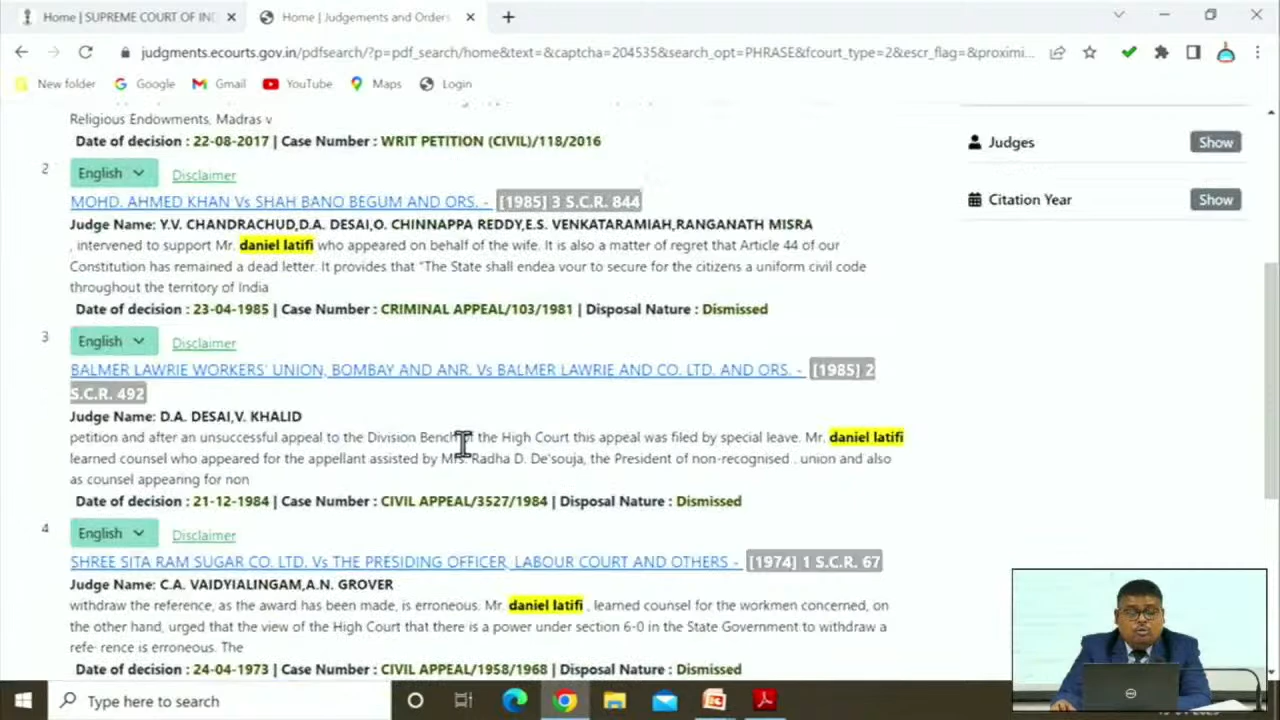 Home | SUPREME COURT OF IN
Home | Judgements and Orders
judgments.ecourts.gov.in/pdfsearch/?p=pdf_search/home&text=&captcha=204535&search_opt=PHRASE&fcourt_type=2&escr_flag=&proximi...
New folder Google Gmail YouTube Maps Login
Religious Endowments, Madras v
Date of decision : 22-08-2017 | Case Number : WRIT PETITION (CIVIL)/118/2016
Judges Show
Citation Year Show
2 English Disclaimer
MOHD. AHMED KHAN Vs SHAH BANO BEGUM AND ORS. - [1985] 3 S.C.R. 844
Judge Name: Y.V. CHANDRACHUD,D.A. DESAI,O. CHINNAPPA REDDY,E.S. VENKATARAMIAH,RANGANATH MISRA
, intervened to support Mr. daniel latifi who appeared on behalf of the wife. It is also a matter of regret that Article 44 of our
Constitution has remained a dead letter. It provides that "The State shall endea vour to secure for the citizens a uniform civil code
throughout the territory of India
Date of decision : 23-04-1985 | Case Number : CRIMINAL APPEAL/103/1981 | Disposal Nature : Dismissed
3 English Disclaimer
BALMER LAWRIE WORKERS' UNION, BOMBAY AND ANR. Vs BALMER LAWRIE AND CO. LTD. AND ORS. - [1985] 2
S.C.R. 492
Judge Name: D.A. DESAI,V. KHALID
petition and after an unsuccessful appeal to the Division Bench of the High Court this appeal was filed by special leave. Mr. daniel latifi
learned counsel who appeared for the appellant assisted by Mrs. Radha D. De'souja, the President of non-recognised . union and also
as counsel appearing for non
Date of decision : 21-12-1984 | Case Number : CIVIL APPEAL/3527/1984 | Disposal Nature : Dismissed
4 English Disclaimer
SHREE SITA RAM SUGAR CO. LTD. Vs THE PRESIDING OFFICER, LABOUR COURT AND OTHERS - [1974] 1 S.C.R. 67
Judge Name: C.A. VAIDYIALINGAM,A.N. GROVER
withdraw the reference, as the award has been made, is erroneous. Mr. daniel latifi , learned counsel for the workmen concerned, on
the other hand, urged that the view of the High Court that there is a power under section 6-0 in the State Government to withdraw a
refe- rence is erroneous. The
Date of decision : 24-04-1973 | Case Number : CIVIL APPEAL/1958/1968 | Disposal Nature : Dismissed
Type here to search